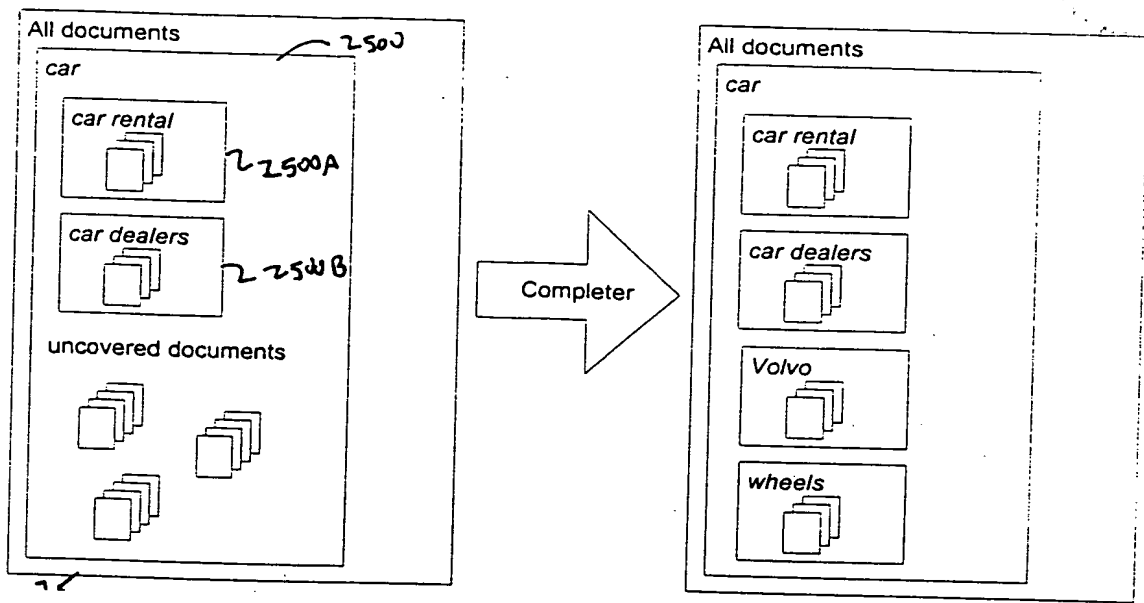 All documents
2500
car
car rental
2500A
car dealers
2500B
uncovered documents
Completer
All documents
car
car rental
car dealers
Volvo
wheels